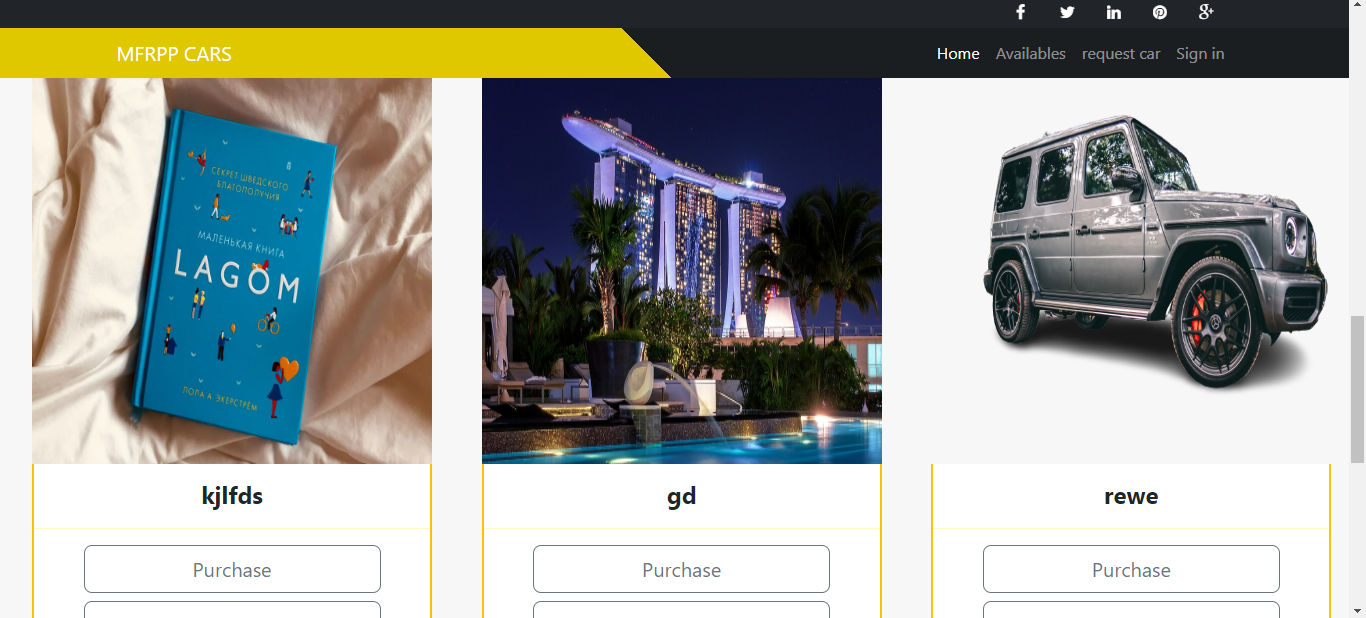 MFRPP CARS
Home Availables request car Sign in
СЕКРЕТ ШВЕДСКОГО
БЛАГОПОЛУЧИЯ
МАЛЕНЬКАЯ КНИГА
LAGOM
ЛОЛА А. ЭКЕРСТРЁМ
kjlfds
gd
rewe
Purchase
Purchase
Purchase